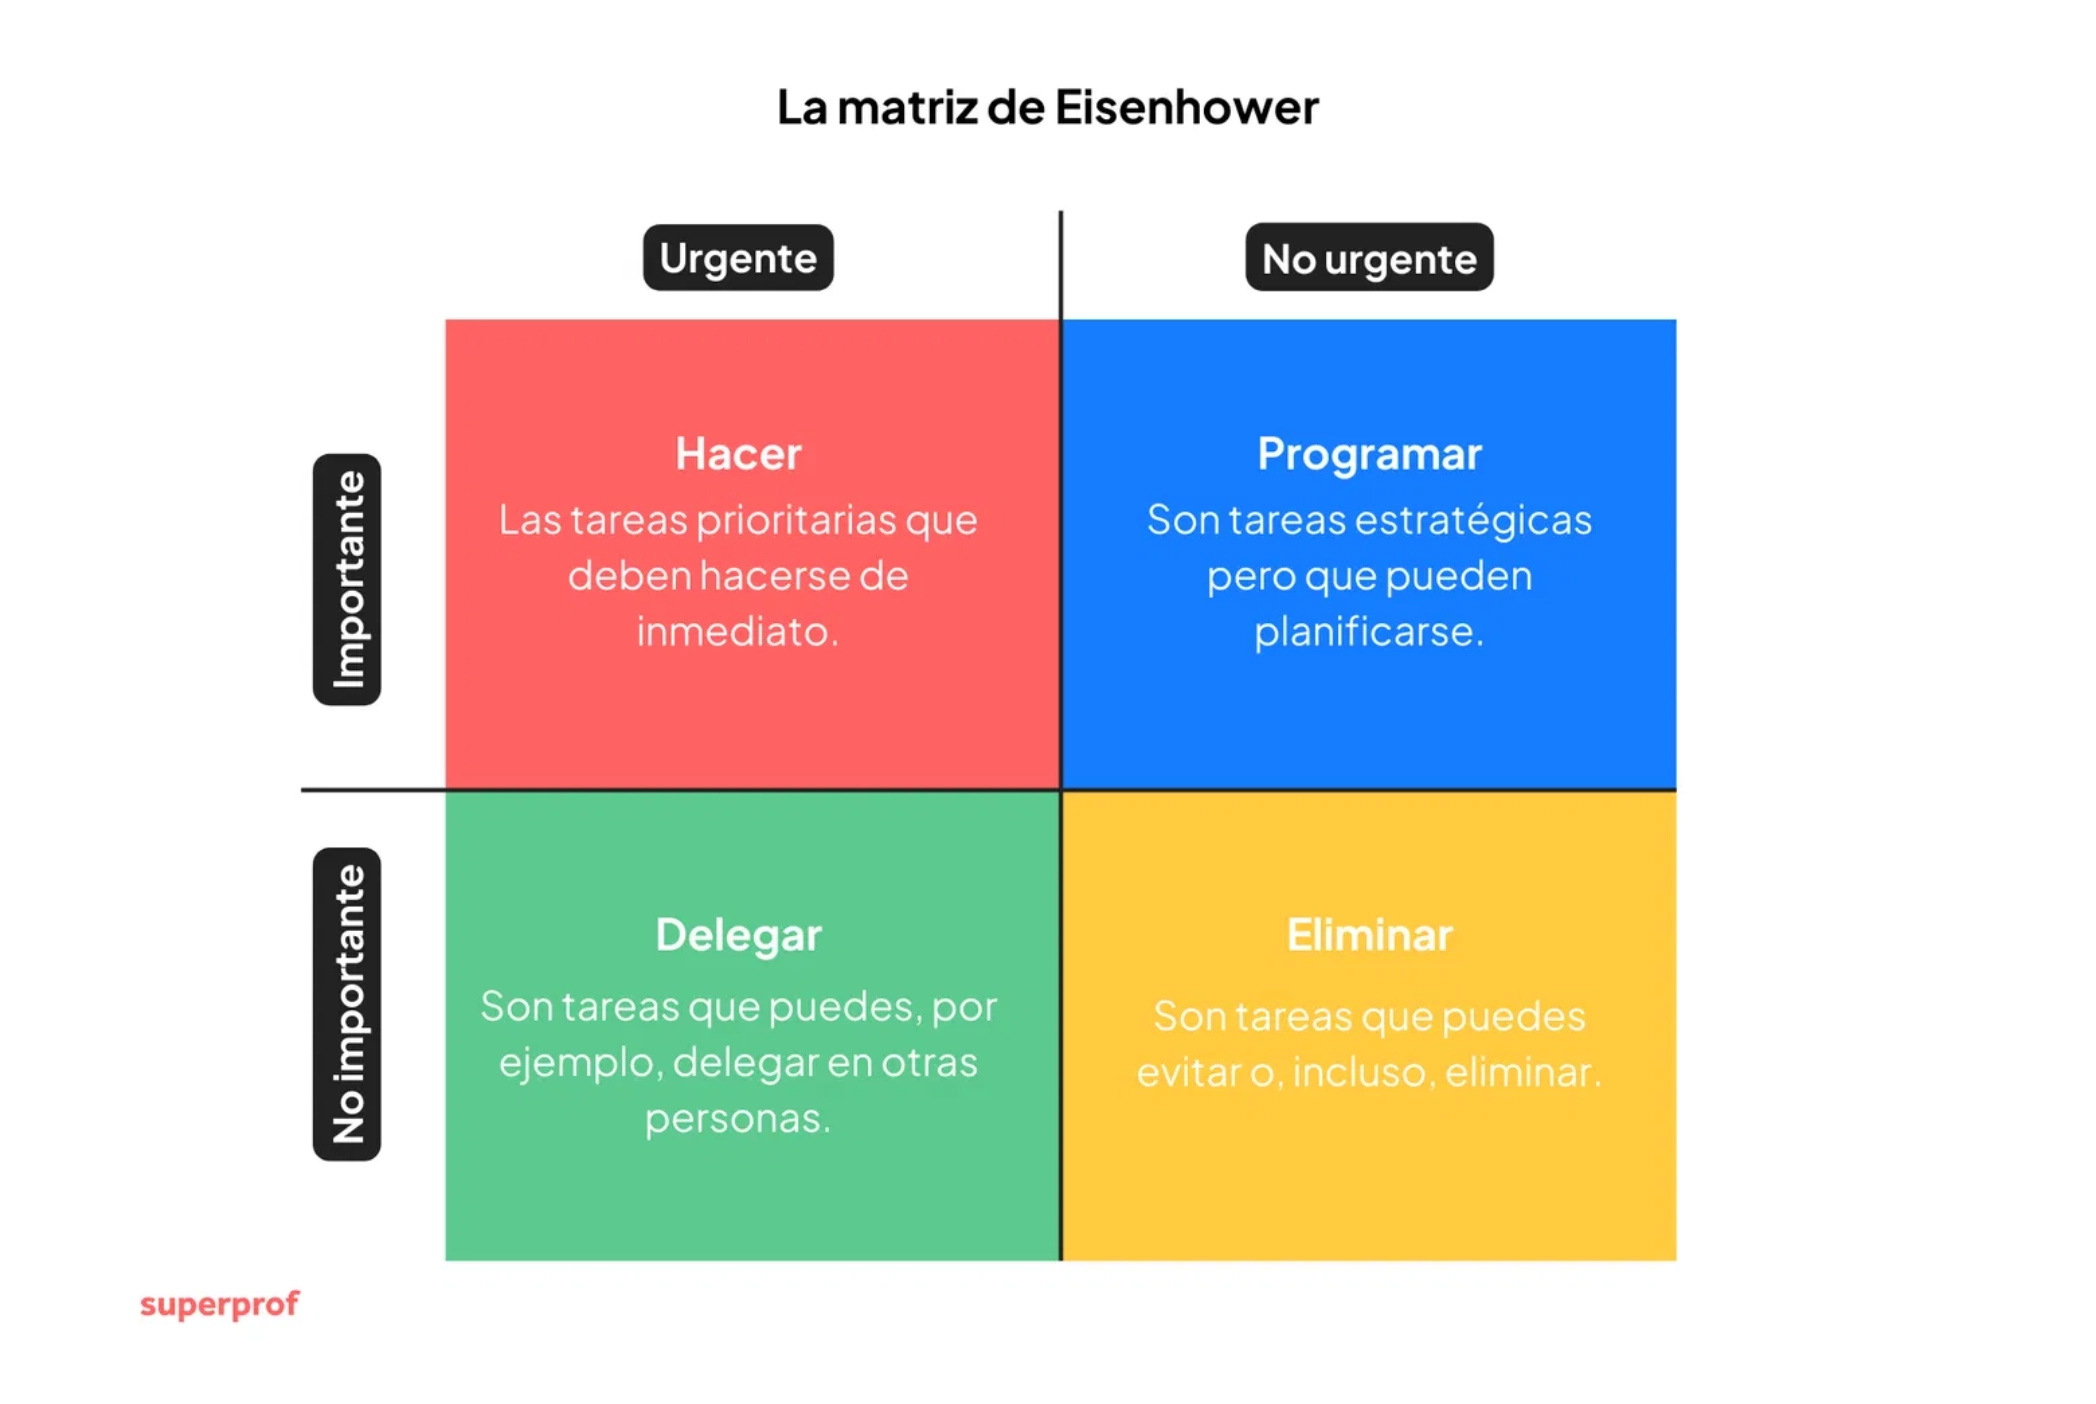 La matriz de Eisenhower
Urgente
No urgente
Importante
Hacer
Las tareas prioritarias que
deben hacerse de
inmediato.
Programar
Son tareas estratégicas
pero que pueden
planificarse.
No importante
Delegar
Son tareas que puedes, por
ejemplo, delegar en otras
personas.
Eliminar
Son tareas que puedes
evitar o, incluso, eliminar.
superprof